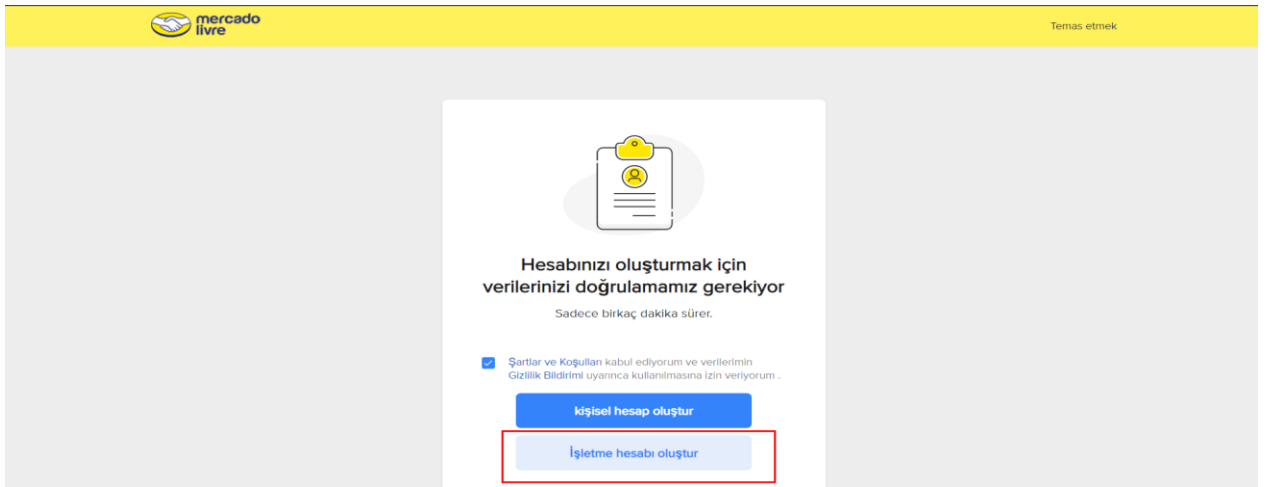 mercado
livre
Temas etmek
Hesabınızı oluşturmak için
verilerinizi doğrulamamız gerekiyor
Sadece birkaç dakika sürer.
Şartlar ve Koşulları kabul ediyorum ve verilerimin
Gizlilik Bildirimi uyarınca kullanılmasına izin veriyorum .
kişisel hesap oluştur
İşletme hesabı oluştur